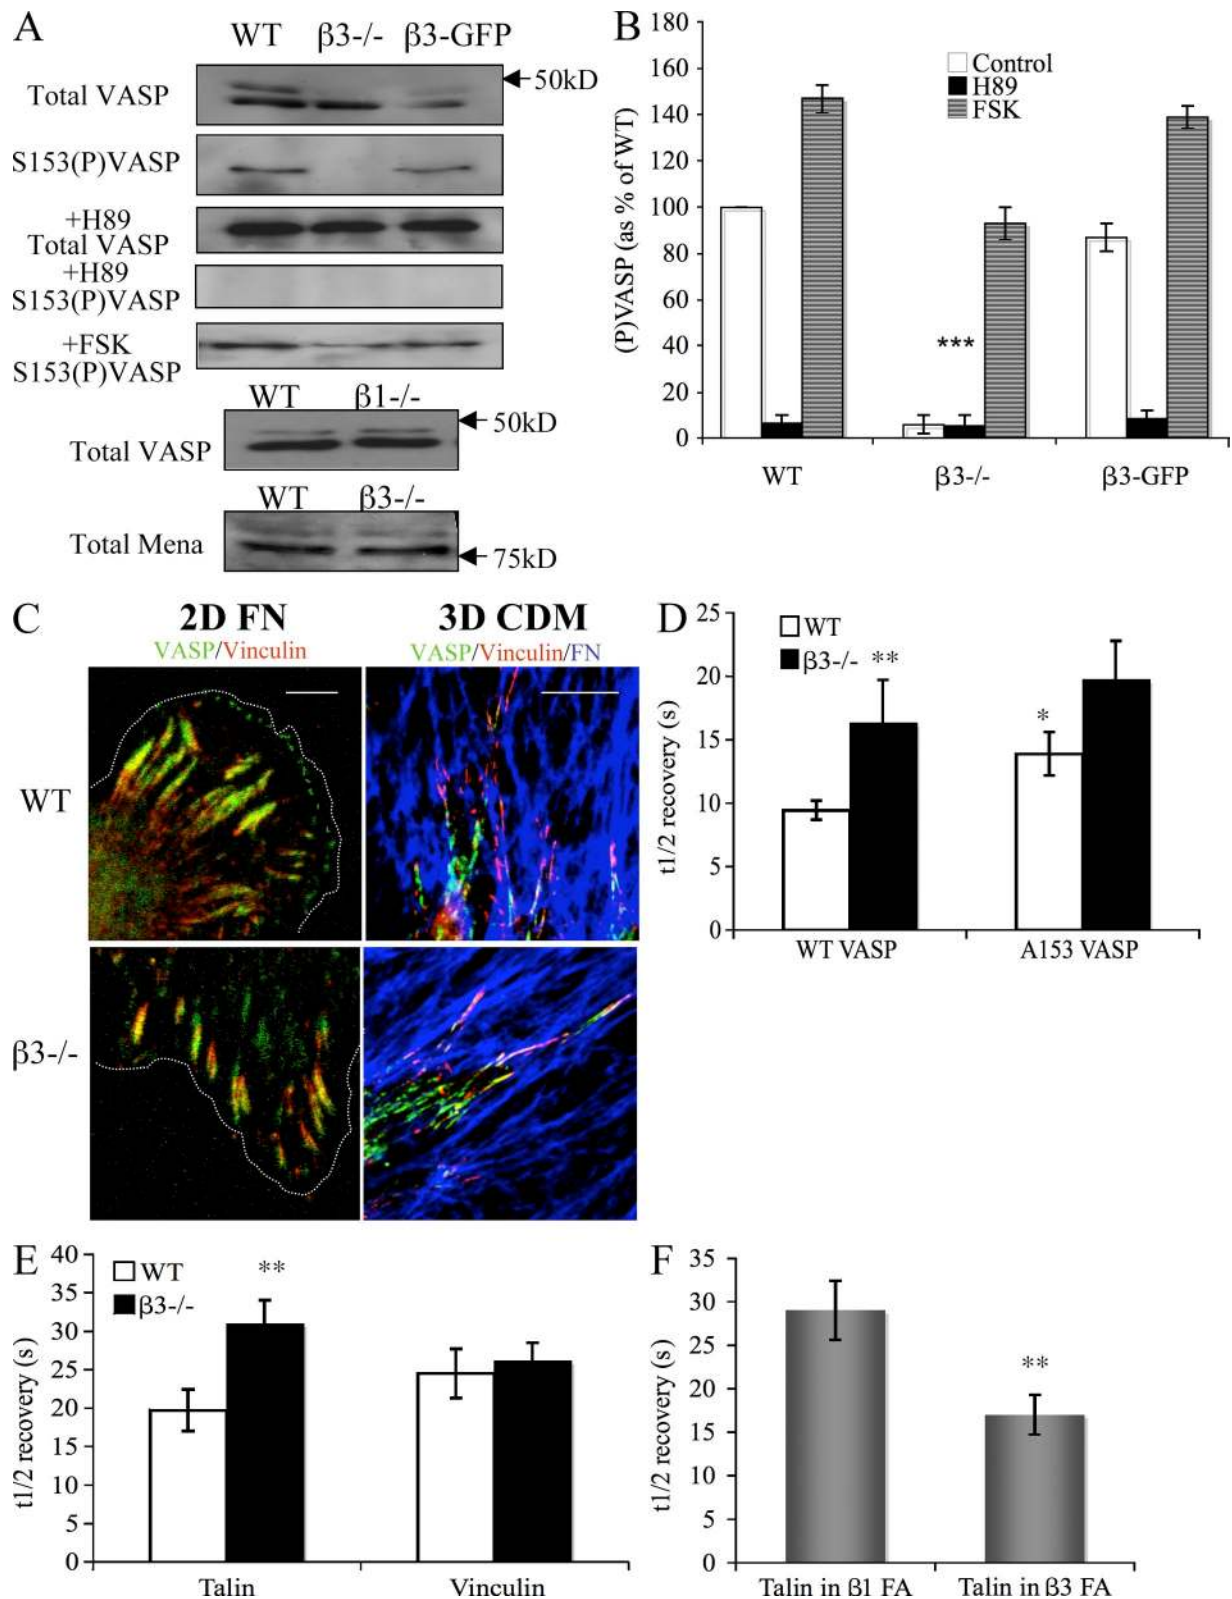 A
WT β3-/- β3-GFP
Total VASP
50kD
S153(P)VASP
+H89
Total VASP
+H89
S153(P)VASP
+FSK
S153(P)VASP
WT β1-/-
Total VASP
50kD
WT β3-/-
Total Mena
75kD
B
(P)VASP (as % of WT)
180
160
140
120
100
80
60
40
20
0
Control
H89
FSK
***
WT β3-/- β3-GFP
C
2D FN 3D CDM
VASP/Vinculin VASP/Vinculin/FN
WT
β3-/-
D
t1/2 recovery (s)
25
20
15
10
5
0
WT
β3-/-
**
*
WT VASP A153 VASP
E
t1/2 recovery (s)
40
35
30
25
20
15
10
5
0
WT
β3-/-
**
Talin Vinculin
F
t1/2 recovery (s)
35
30
25
20
15
10
5
0
**
Talin in ß1 FA Talin in ß3 FA